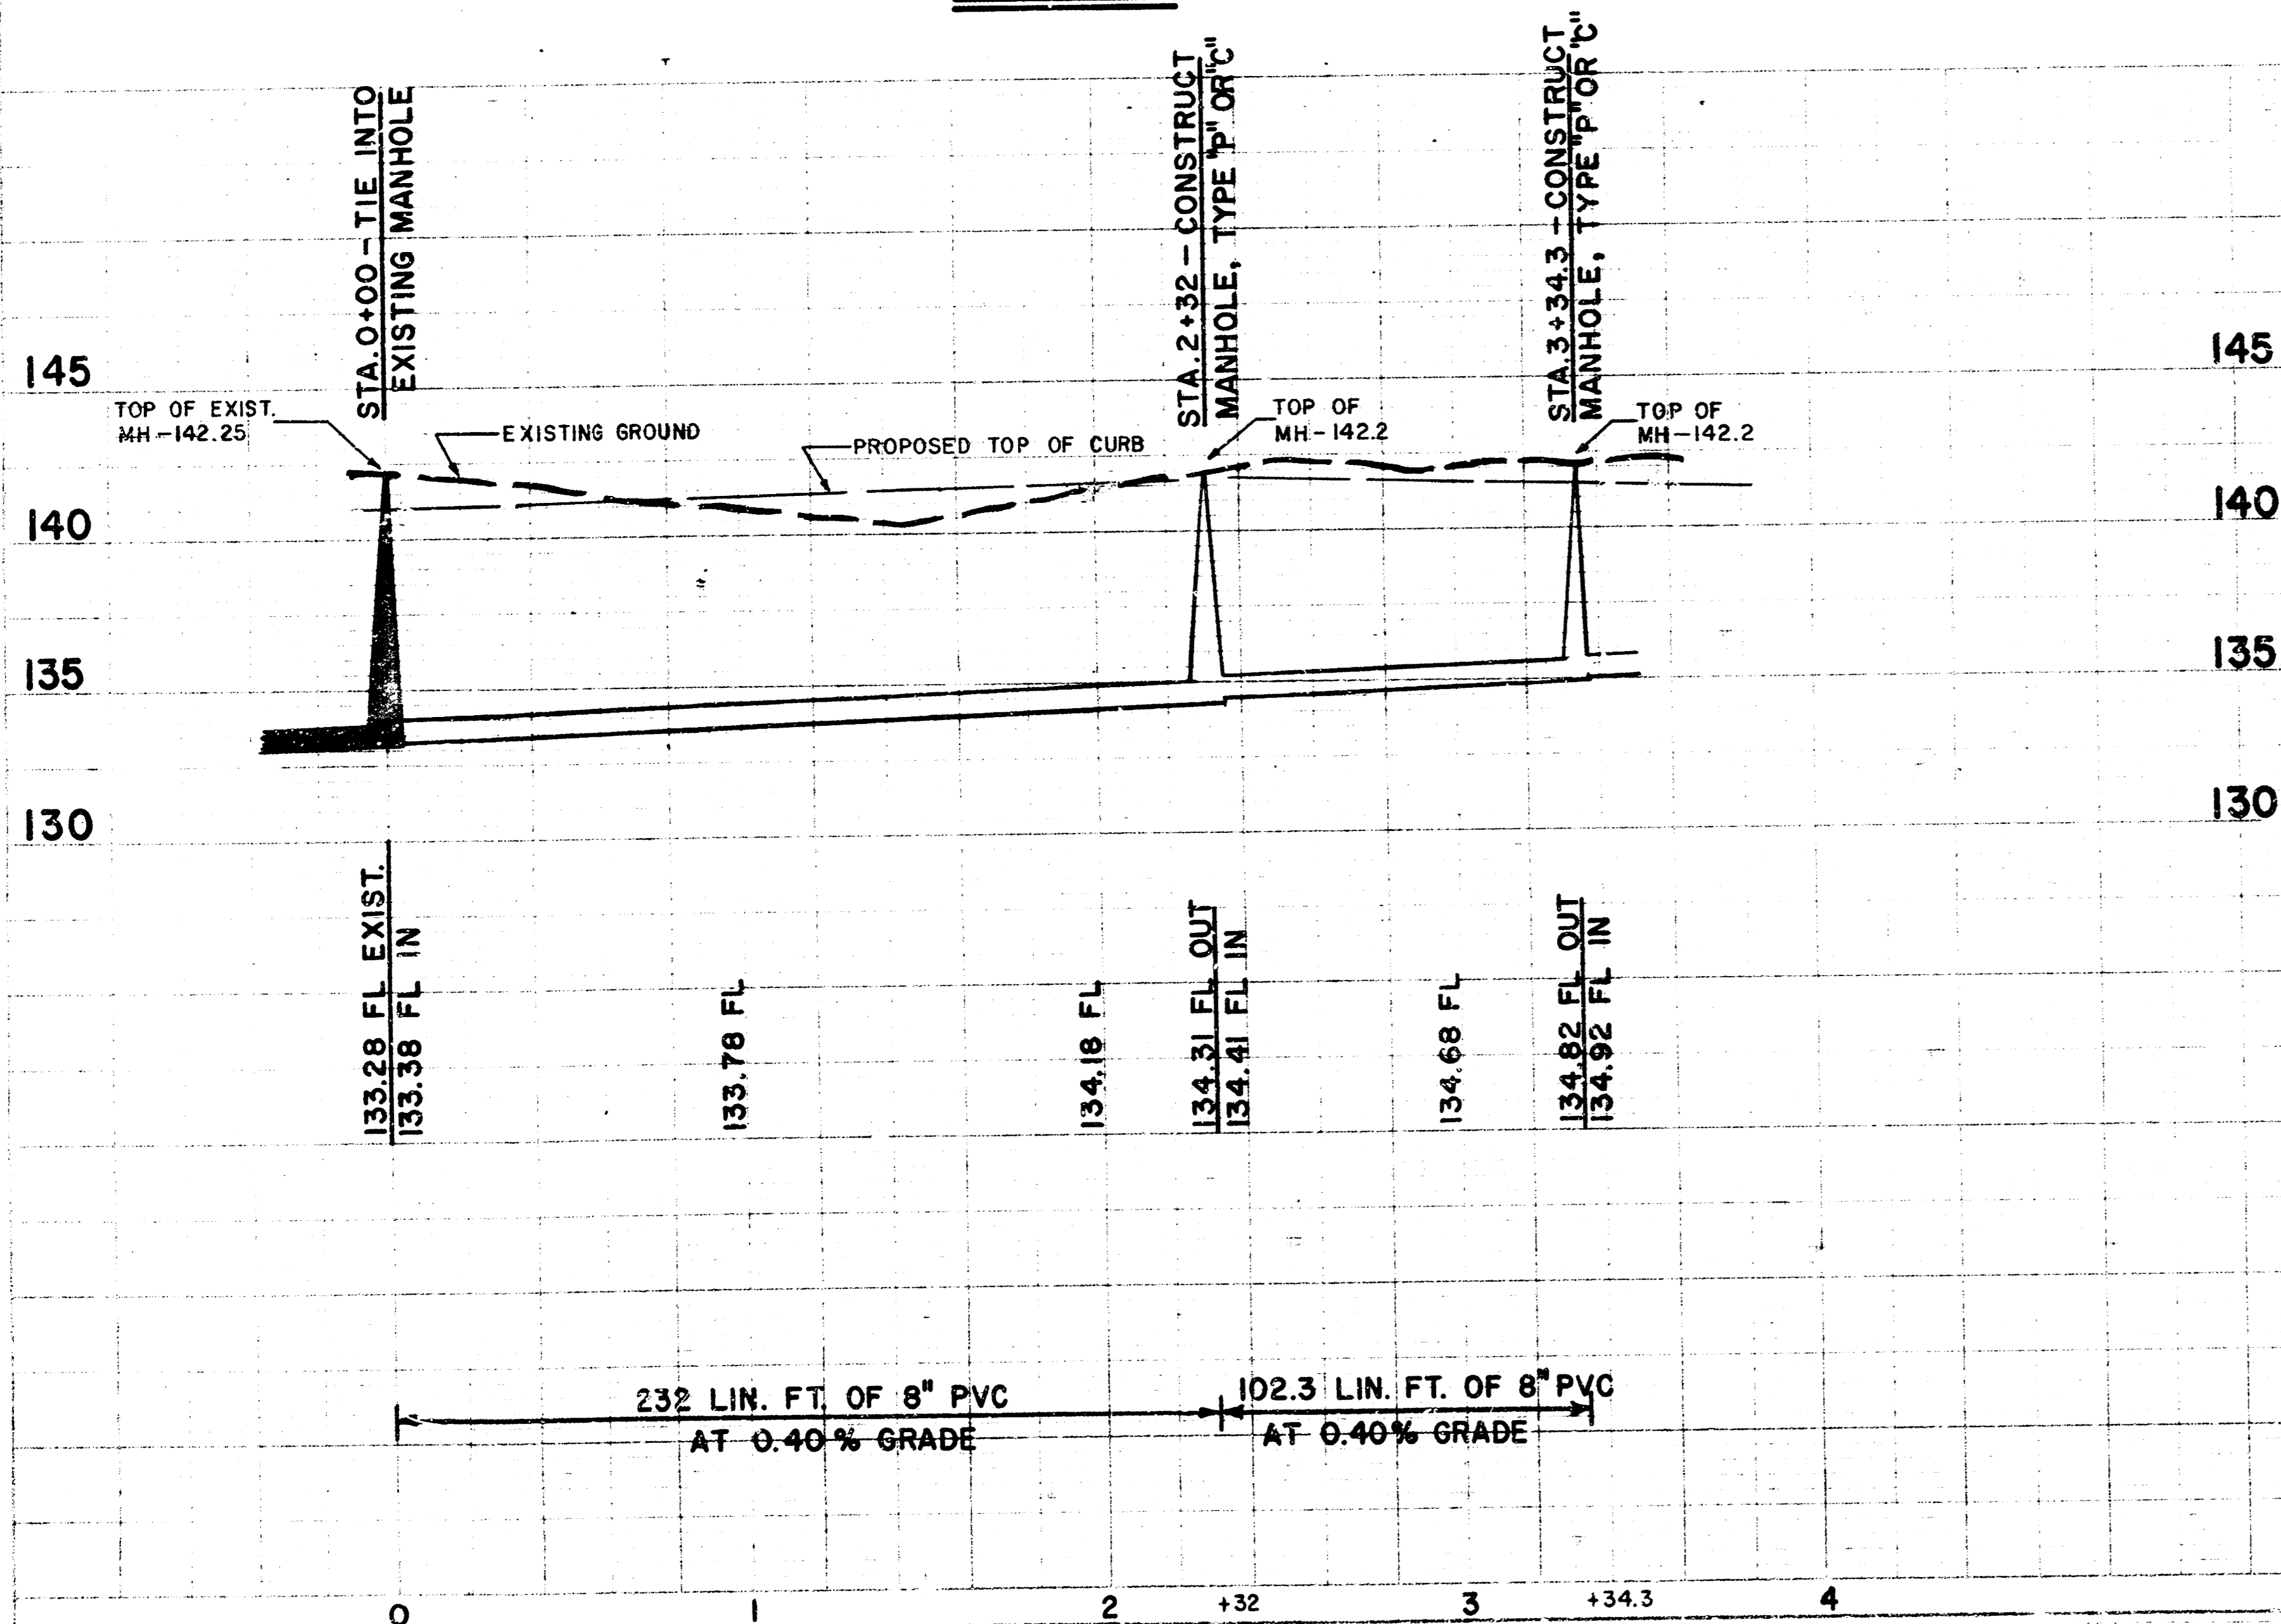 STA. 0+00 - TIE INTO
EXISTING MANHOLE
STA. 2+32 - CONSTRUCT
MANHOLE, TYPE "P" OR "C"
STA. 3+34.3 - CONSTRUCT
MANHOLE, TYPE "P" OR "C"
145
145
TOP OF EXIST.
MH-142.25
EXISTING GROUND
PROPOSED TOP OF CURB
TOP OF
MH-142.2
TOP OF
MH-142.2
140
140
135
135
130
130
133.28 FL EXIST.
133.38 FL IN
133.78 FL
134.18 FL
134.31 FL OUT
134.41 FL IN
134.68 FL
134.82 FL OUT
134.92 FL IN
232 LIN. FT. OF 8" PVC
AT 0.40% GRADE
102.3 LIN. FT. OF 8" PVC
AT 0.40% GRADE
0 1 2 +32 3 +34.3 4